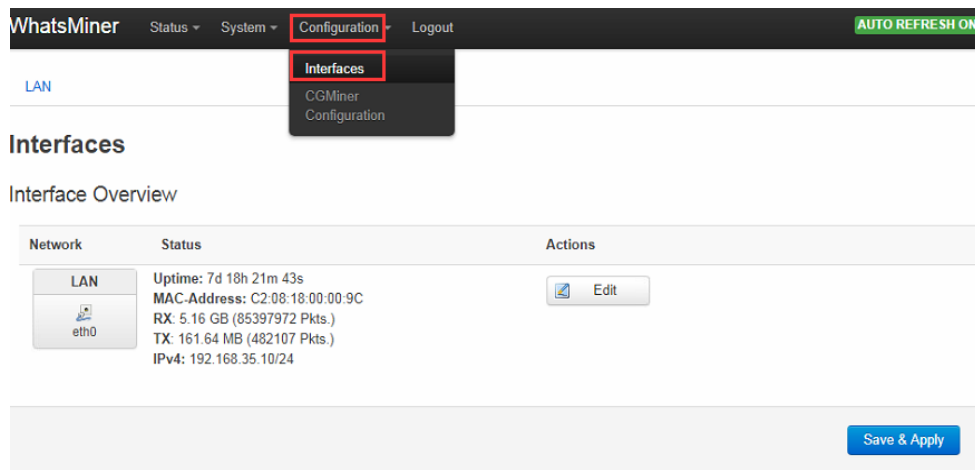 WhatsMiner Status System Configuration Logout AUTO REFRESH ON
Interfaces
CGMiner
Configuration
LAN
Interfaces
Interface Overview
Network Status Actions
LAN
eth0
Uptime: 7d 18h 21m 43s
MAC-Address: C2:08:18:00:00:9C
RX: 5.16 GB (85397972 Pkts.)
TX: 161.64 MB (482107 Pkts.)
IPv4: 192.168.35.10/24
Edit
Save & Apply